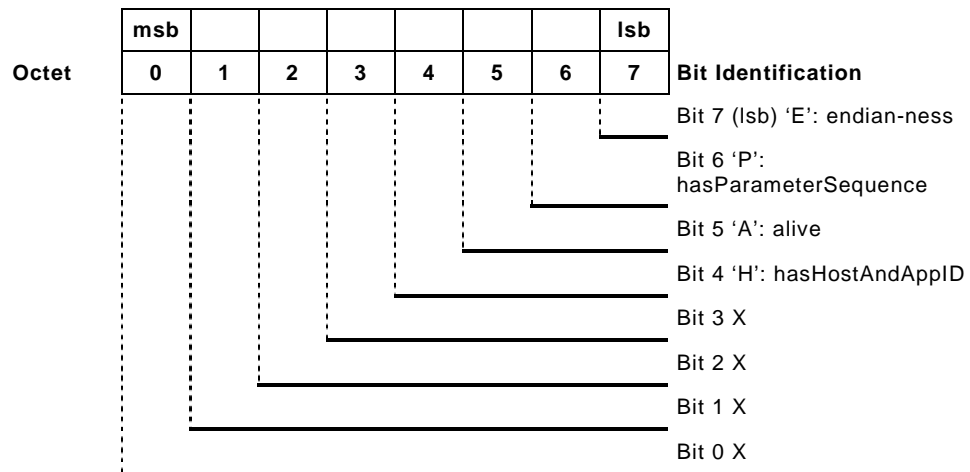 msb lsb
Octet 0 1 2 3 4 5 6 7 Bit Identification
Bit 7 (lsb) ‘E’: endian-ness
Bit 6 ‘P’:
hasParameterSequence
Bit 5 ‘A’: alive
Bit 4 ‘H’: hasHostAndAppID
Bit 3 X
Bit 2 X
Bit 1 X
Bit 0 X